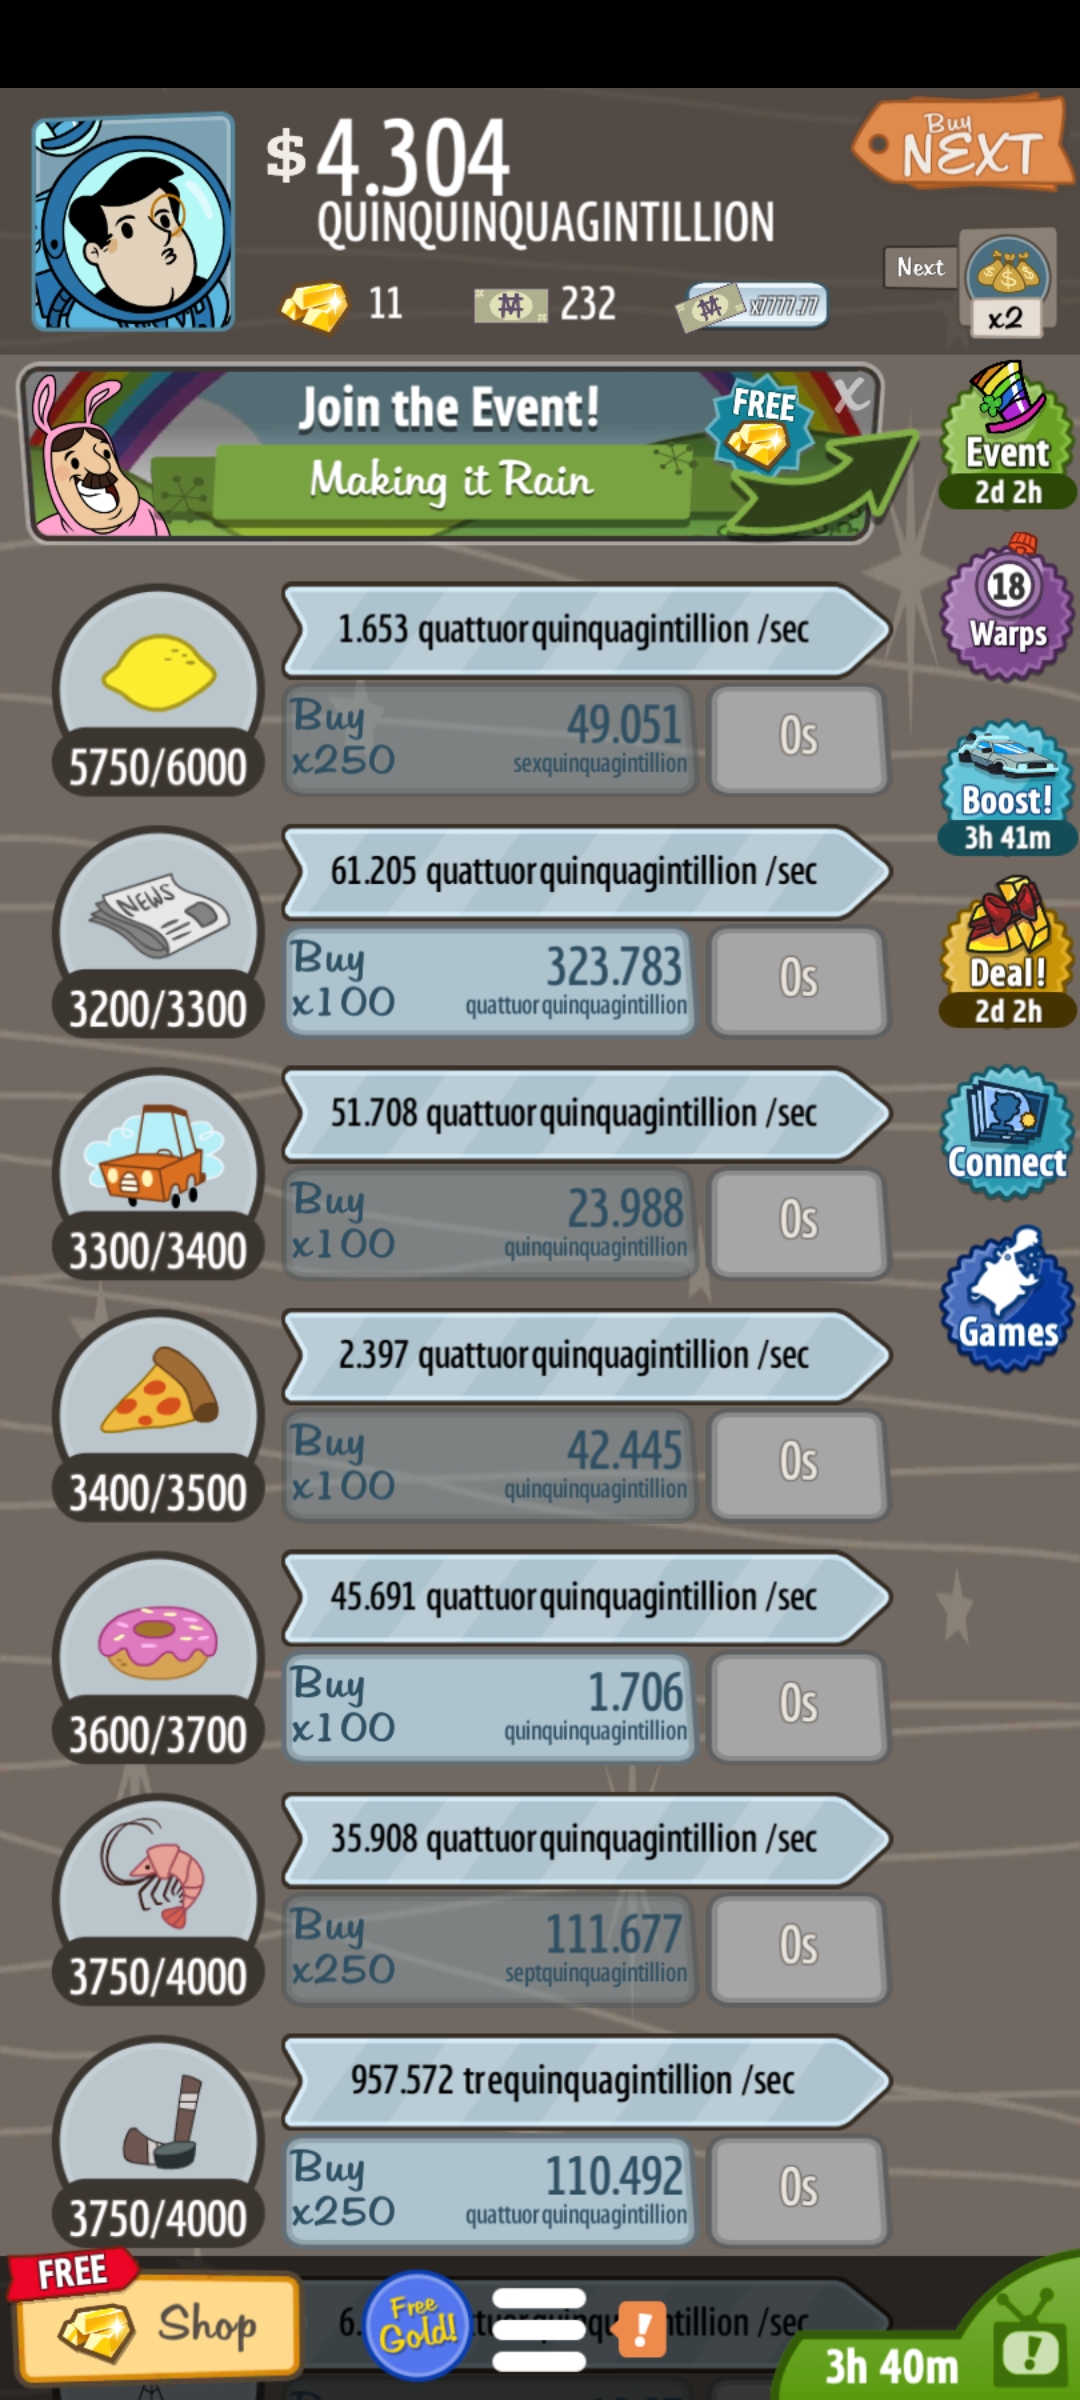 $4.304
QUINQUINQUAGINTILLION
Buy
NEXT
11
232
x7777.77
Next
x2
Join the Event!
Making it Rain
FREE
X
Event
2d 2h
18
Warps
Boost!
3h 41m
Deal!
2d 2h
Connect
Games
1.653 quattuorquinquagintillion /sec
5750/6000
Buy
x250
49.051
sexquinquagintillion
0s
NEWS
61.205 quattuorquinquagintillion /sec
3200/3300
Buy
x100
323.783
quattuorquinquagintillion
0s
51.708 quattuorquinquagintillion /sec
3300/3400
Buy
x100
23.988
quinquinquagintillion
0s
2.397 quattuorquinquagintillion /sec
3400/3500
Buy
x100
42.445
quinquinquagintillion
0s
45.691 quattuorquinquagintillion /sec
3600/3700
Buy
x100
1.706
quinquinquagintillion
0s
35.908 quattuorquinquagintillion /sec
3750/4000
Buy
x250
111.677
septquinquagintillion
0s
957.572 trequinquagintillion /sec
3750/4000
Buy
x250
110.492
quattuorquinquagintillion
0s
FREE
Shop
Free
Gold!
!
/sec
3h 40m
!